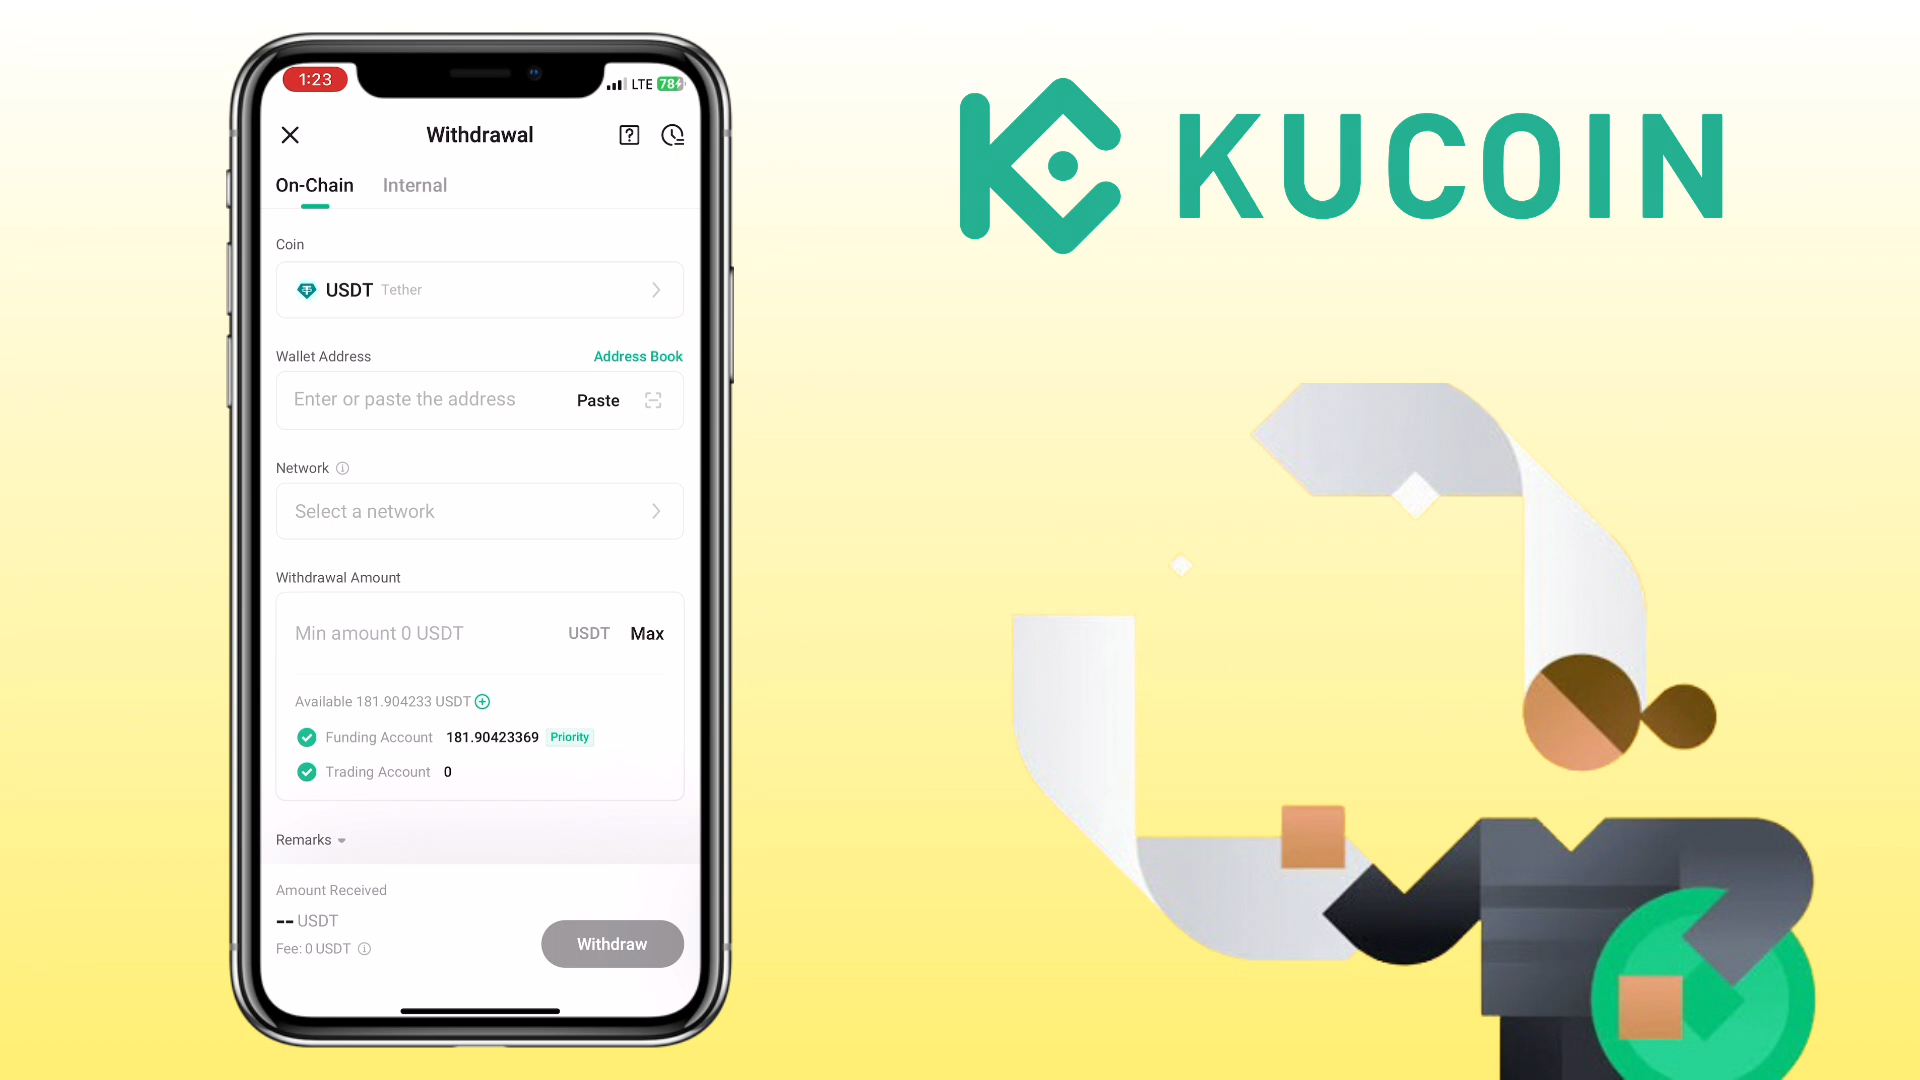 1:23
LTE 78
Withdrawal
On-Chain Internal
Coin
USDT Tether
Wallet Address Address Book
Enter or paste the address Paste
Network
Select a network
Withdrawal Amount
Min amount 0 USDT USDT Max
Available 181.904233 USDT
Funding Account 181.90423369 Priority
Trading Account 0
Remarks
Amount Received
-- USDT
Fee: 0 USDT
Withdraw
KUCOIN